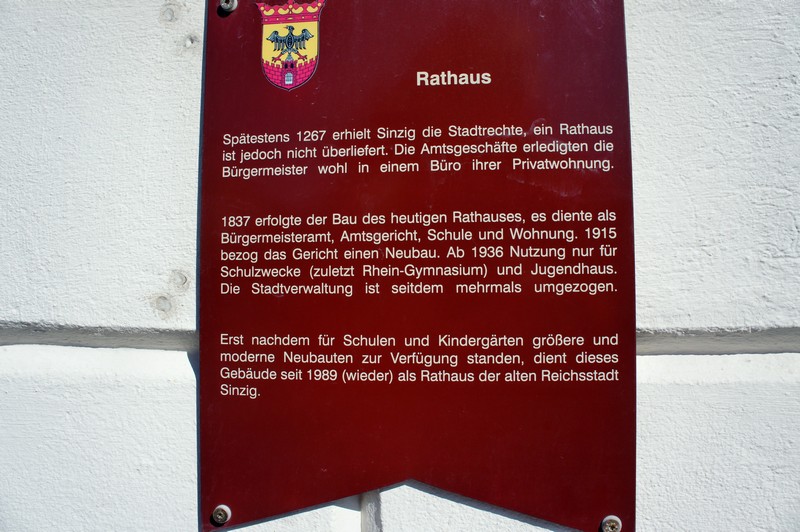 Rathaus
Spätestens 1267 erhielt Sinzig die Stadtrechte, ein Rathaus
ist jedoch nicht überliefert. Die Amtsgeschäfte erledigten die
Bürgermeister wohl in einem Büro ihrer Privatwohnung.
1837 erfolgte der Bau des heutigen Rathauses, es diente als
Bürgermeisteramt, Amtsgericht, Schule und Wohnung. 1915
bezog das Gericht einen Neubau. Ab 1936 Nutzung nur für
Schulzwecke (zuletzt Rhein-Gymnasium) und Jugendhaus.
Die Stadtverwaltung ist seitdem mehrmals umgezogen.
Erst nachdem für Schulen und Kindergärten größere und
moderne Neubauten zur Verfügung standen, dient dieses
Gebäude seit 1989 (wieder) als Rathaus der alten Reichsstadt
Sinzig.